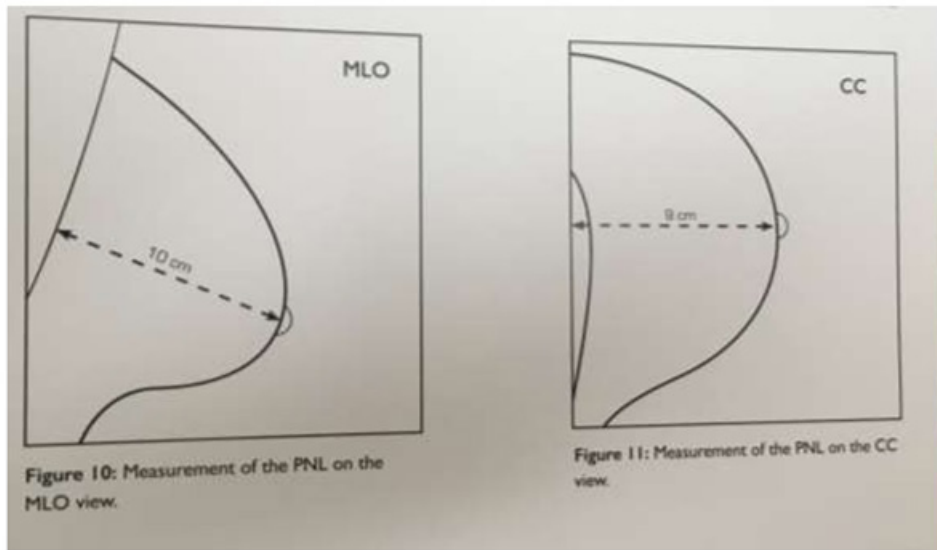 MLO
10 cm
Figure 10: Measurement of the PNL on the
MLO view.
CC
9 cm
Figure 11: Measurement of the PNL on the CC
view.